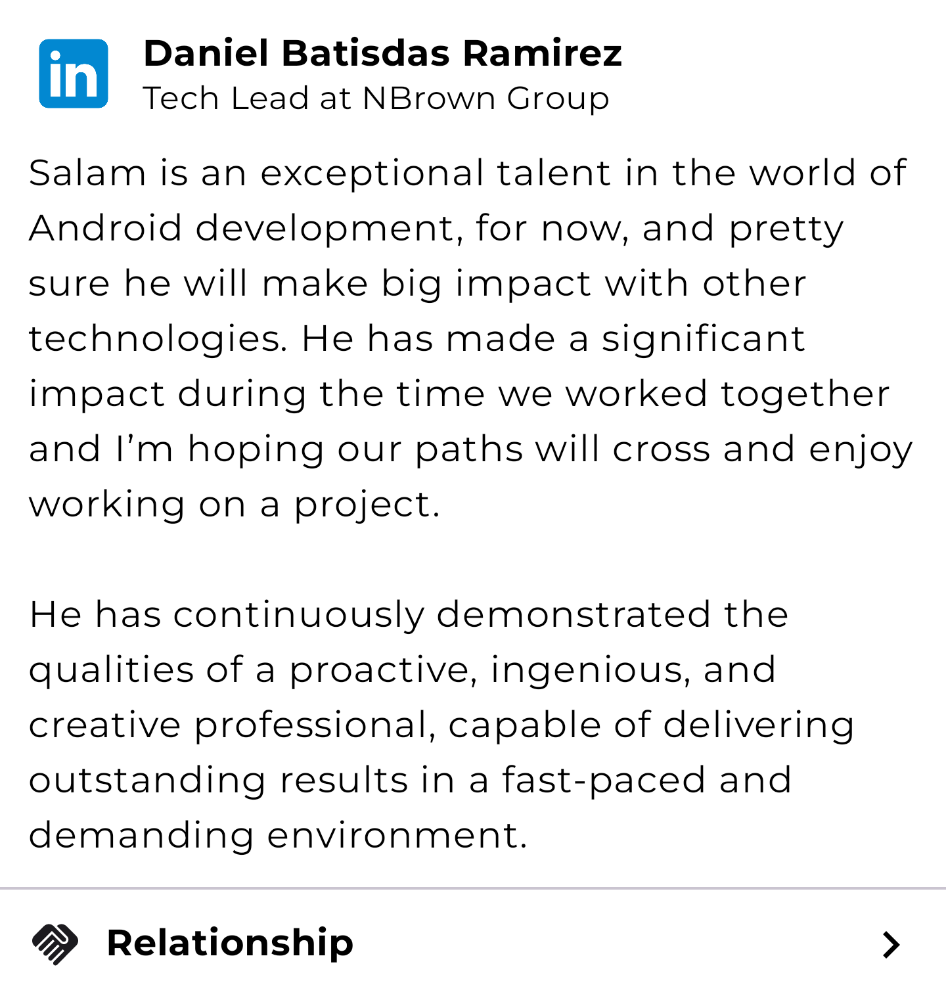 in
Daniel Batisdas Ramirez
Tech Lead at NBrown Group
Salam is an exceptional talent in the world of
Android development, for now, and pretty
sure he will make big impact with other
technologies. He has made a significant
impact during the time we worked together
and I’m hoping our paths will cross and enjoy
working on a project.
He has continuously demonstrated the
qualities of a proactive, ingenious, and
creative professional, capable of delivering
outstanding results in a fast-paced and
demanding environment.
Relationship